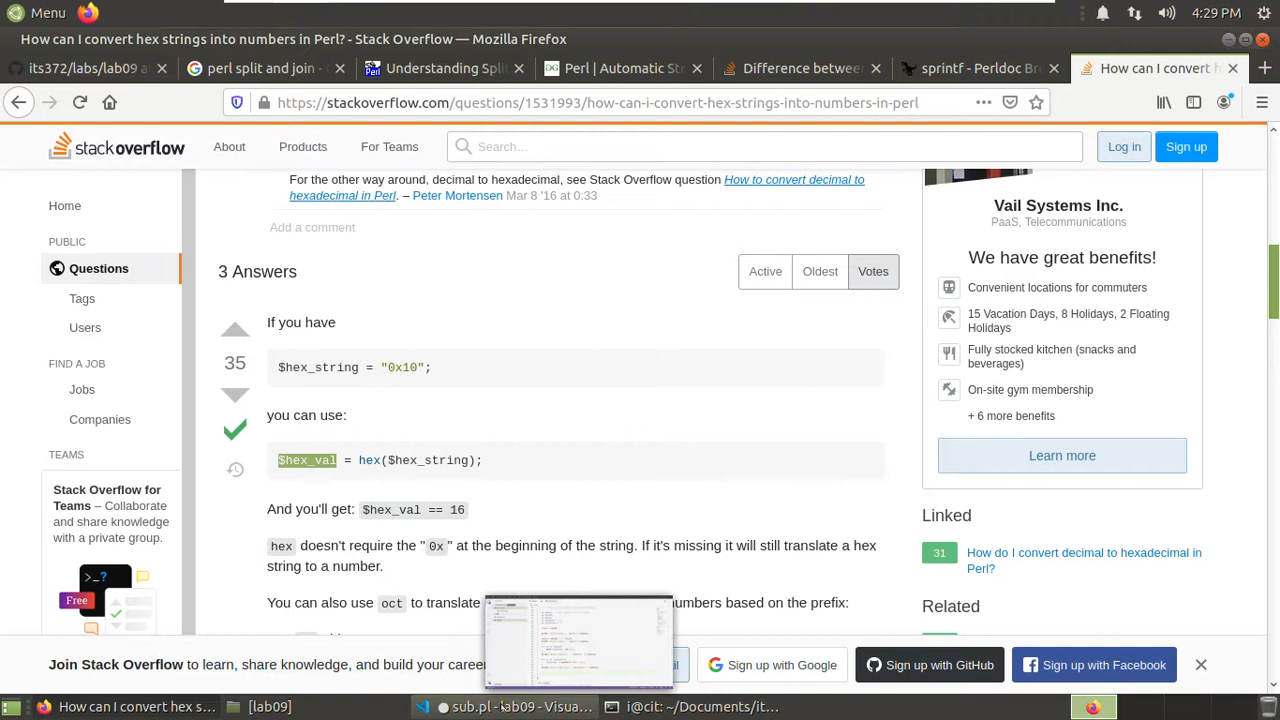 Menu
4:29 PM
How can I convert hex strings into numbers in Perl? - Stack Overflow — Mozilla Firefox
its372/labs/lab09 a
perl split and join -
Understanding Spli
Perl | Automatic St
Difference betwee
sprintf - Perldoc Br
How can I convert h
https://stackoverflow.com/questions/1531993/how-can-i-convert-hex-strings-into-numbers-in-perl
stackoverflow
About
Products
For Teams
Search…
Log in
Sign up
Home
PUBLIC
Questions
Tags
Users
FIND A JOB
Jobs
Companies
TEAMS
Stack Overflow for
Teams – Collaborate
and share knowledge
with a private group.
>_?
Free
For the other way around, decimal to hexadecimal, see Stack Overflow question How to convert decimal to
hexadecimal in Perl. – Peter Mortensen Mar 8 '16 at 0:33
Add a comment
3 Answers
Active
Oldest
Votes
35
If you have
$hex_string = "0x10";
you can use:
$hex_val = hex($hex_string);
And you'll get: $hex_val == 16
hex doesn't require the "0x" at the beginning of the string. If it's missing it will still translate a hex
string to a number.
You can also use oct to translate
numbers based on the prefix:
Vail Systems Inc.
PaaS, Telecommunications
We have great benefits!
Convenient locations for commuters
15 Vacation Days, 8 Holidays, 2 Floating
Holidays
Fully stocked kitchen (snacks and
beverages)
On-site gym membership
+ 6 more benefits
Learn more
Linked
31
How do I convert decimal to hexadecimal in
Perl?
Related
Join Stack Overflow to learn, share knowledge, and build your career
Sign up with Google
Sign up with GitHub
Sign up with Facebook
How can I convert hex s...
[lab09]
sub.pl - lab09 - Visua...
i@cit: ~/Documents/it...